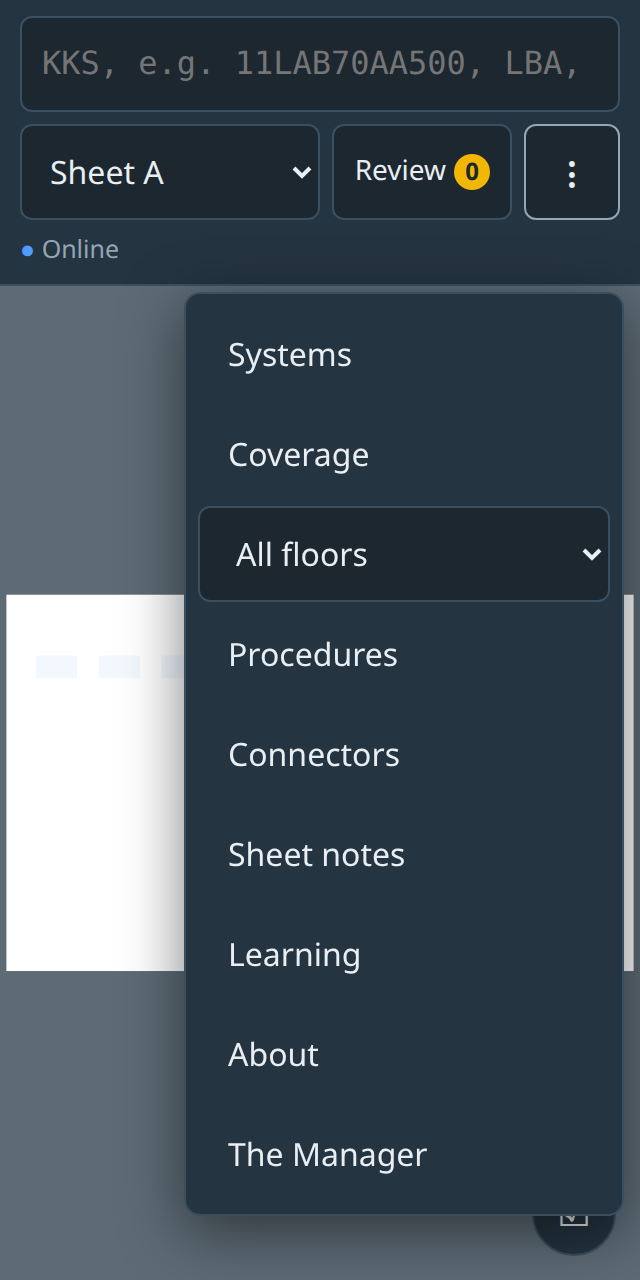 KKS, e.g. 11LAB70AA500, LBA,
Sheet A
Review 0
Online
Systems
Coverage
All floors
Procedures
Connectors
Sheet notes
Learning
About
The Manager